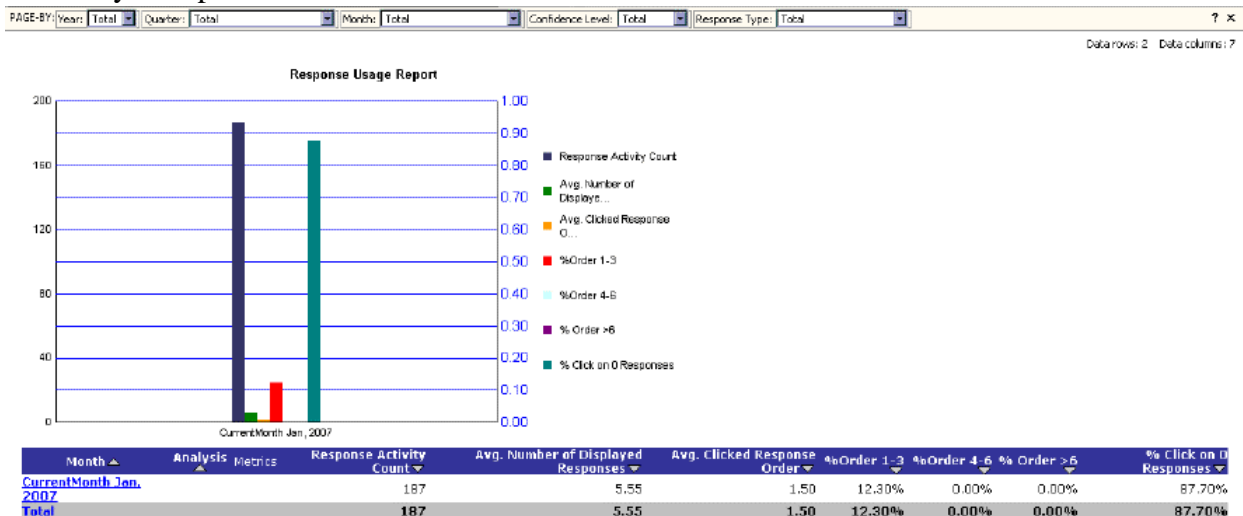 PAGE-BY: Year: Total Quarter: Total Month: Total Confidence Level: Total Response Type: Total ? ×
Data rows: 2 Data columns: 7
Response Usage Report
200
160
120
80
40
0
1.00
0.90
0.80
0.70
0.60
0.50
0.40
0.30
0.20
0.10
0.00
CurrentMonth Jan, 2007
Response Activity Count
Avg. Number of
Displaye...
Avg. Clicked Response
O...
%Order 1-3
%Order 4-6
% Order >6
% Click on 0 Responses
Month Analysis Metrics Response Activity Count Avg. Number of Displayed Responses Avg. Clicked Response Order %Order 1-3 %Order 4-6 % Order >6 % Click on 0 Responses
CurrentMonth Jan, 2007 187 5.55 1.50 12.30% 0.00% 0.00% 87.70%
Total 187 5.55 1.50 12.30% 0.00% 0.00% 87.70%